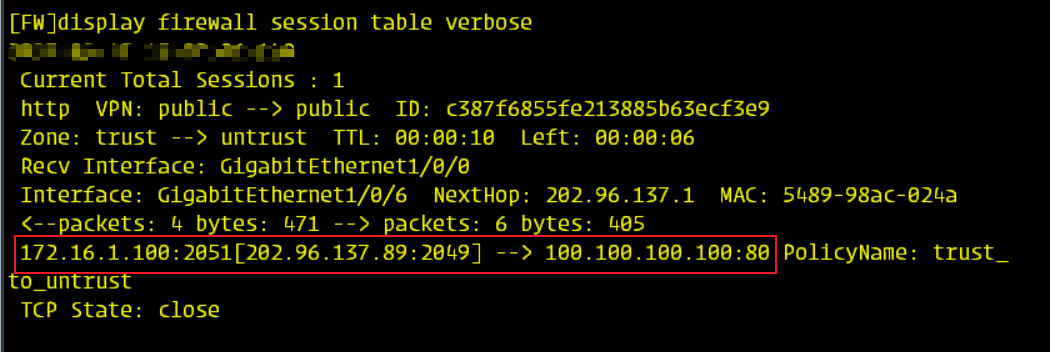 [FW]display firewall session table verbose
Current Total Sessions : 1
http VPN: public --> public ID: c387f6855fe213885b63ecf3e9
Zone: trust --> untrust TTL: 00:00:10 Left: 00:00:06
Recv Interface: GigabitEthernet1/0/0
Interface: GigabitEthernet1/0/6 NextHop: 202.96.137.1 MAC: 5489-98ac-024a
<--packets: 4 bytes: 471 --> packets: 6 bytes: 405
172.16.1.100:2051[202.96.137.89:2049] --> 100.100.100.100:80 PolicyName: trust_
to_untrust
TCP State: close